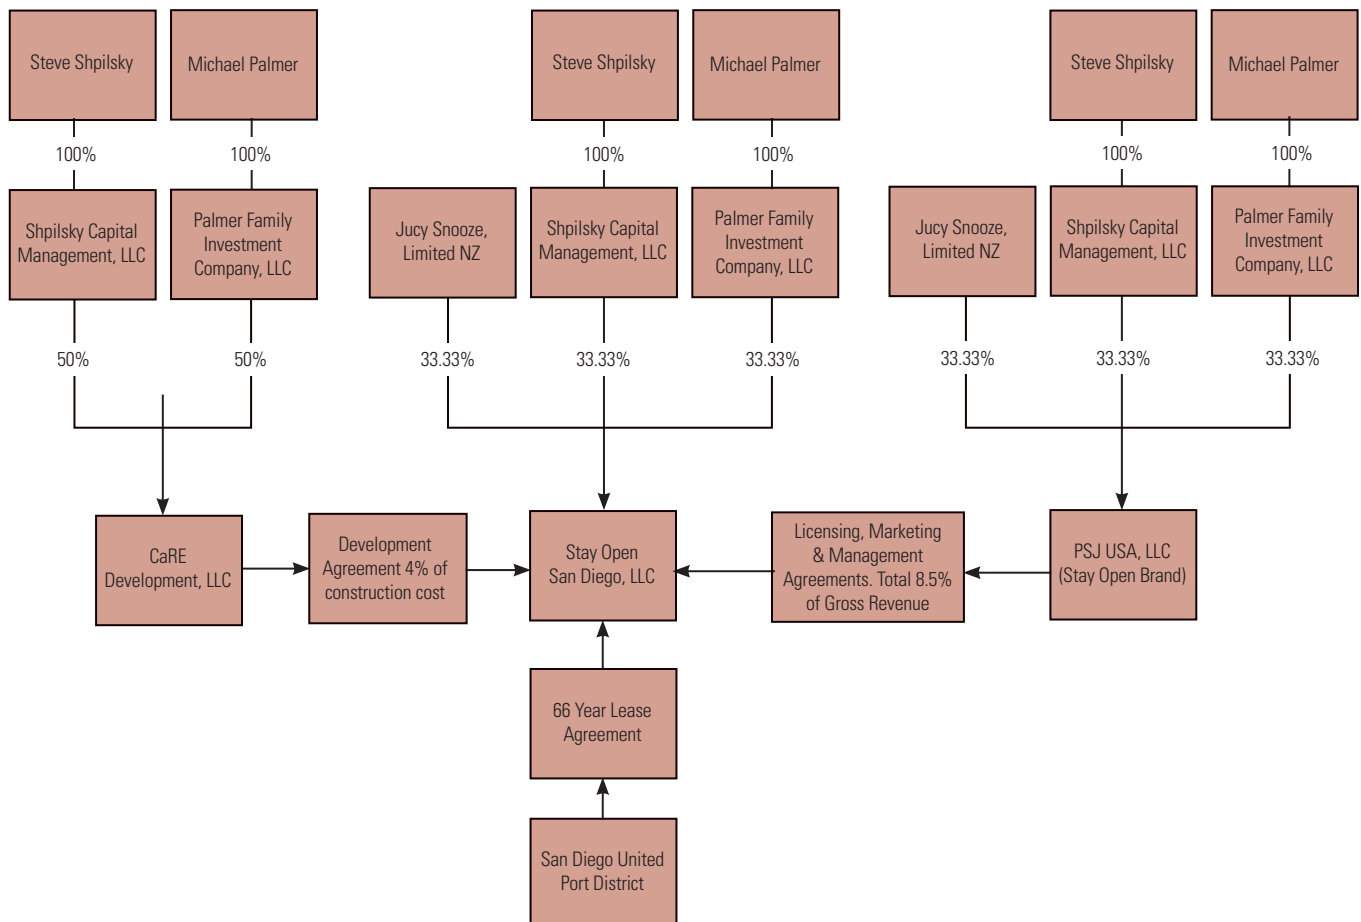 Steve Shpilsky
Michael Palmer
Steve Shpilsky
Michael Palmer
Steve Shpilsky
Michael Palmer
100%
100%
100%
100%
100%
100%
Shpilsky Capital
Management, LLC
Palmer Family
Investment
Company, LLC
Jucy Snooze,
Limited NZ
Shpilsky Capital
Management, LLC
Palmer Family
Investment
Company, LLC
Jucy Snooze,
Limited NZ
Shpilsky Capital
Management, LLC
Palmer Family
Investment
Company, LLC
50%
50%
33.33%
33.33%
33.33%
33.33%
33.33%
33.33%
CaRE
Development, LLC
Development
Agreement 4% of
construction cost
Stay Open
San Diego, LLC
Licensing, Marketing
& Management
Agreements. Total 8.5%
of Gross Revenue
PSJ USA, LLC
(Stay Open Brand)
66 Year Lease
Agreement
San Diego United
Port District